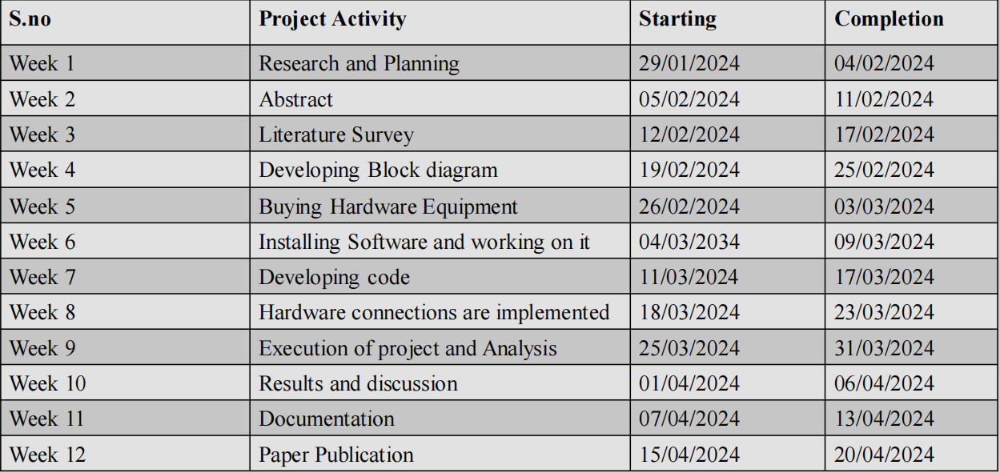 S.no Project Activity Starting Completion
Week 1 Research and Planning 29/01/2024 04/02/2024
Week 2 Abstract 05/02/2024 11/02/2024
Week 3 Literature Survey 12/02/2024 17/02/2024
Week 4 Developing Block diagram 19/02/2024 25/02/2024
Week 5 Buying Hardware Equipment 26/02/2024 03/03/2024
Week 6 Installing Software and working on it 04/03/2034 09/03/2024
Week 7 Developing code 11/03/2024 17/03/2024
Week 8 Hardware connections are implemented 18/03/2024 23/03/2024
Week 9 Execution of project and Analysis 25/03/2024 31/03/2024
Week 10 Results and discussion 01/04/2024 06/04/2024
Week 11 Documentation 07/04/2024 13/04/2024
Week 12 Paper Publication 15/04/2024 20/04/2024